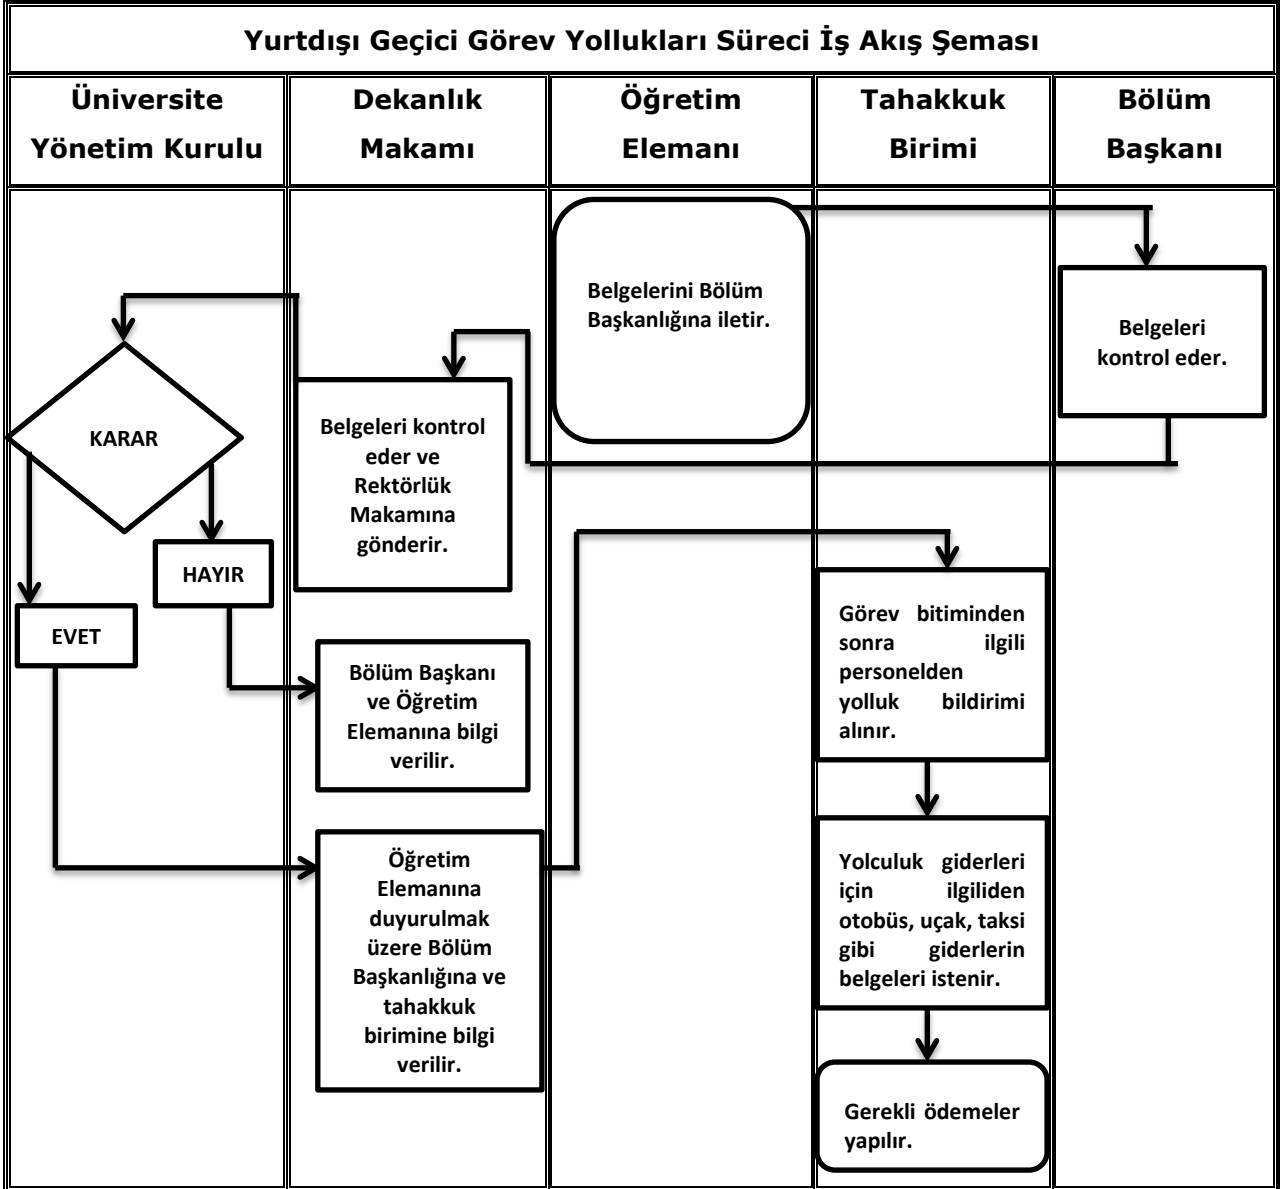 Yurtdışı Geçici Görev Yollukları Süreci İş Akış Şeması
Üniversite
Yönetim Kurulu
Dekanlık
Makamı
Öğretim
Elemanı
Tahakkuk
Birimi
Bölüm
Başkanı
Belgelerini Bölüm
Başkanlığına iletir.
Belgeleri
kontrol eder.
Belgeleri kontrol
eder ve
Rektörlük
Makamına
gönderir.
KARAR
HAYIR
EVET
Bölüm Başkanı
ve Öğretim
Elemanına bilgi
verilir.
Öğretim
Elemanına
duyurulmak
üzere Bölüm
Başkanlığına ve
tahakkuk
birimine bilgi
verilir.
Görev bitiminden
sonra ilgili
personelden
yolluk bildirimi
alınır.
Yolculuk giderleri
için ilgiliden
otobüs, uçak, taksi
gibi giderlerin
belgeleri istenir.
Gerekli ödemeler
yapılır.